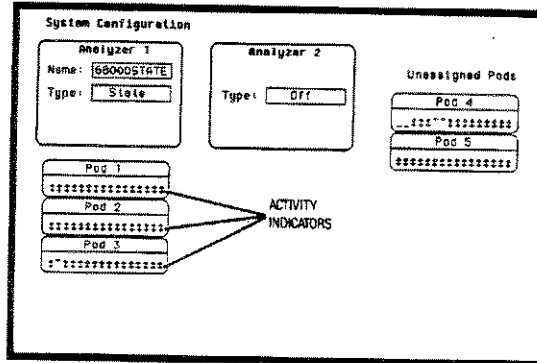 System Configuration
Analyzer 1
Name: 68000STATE
Type: State
Analyzer 2
Type: Off
Unassigned Pods
Pod 4
Pod 5
Pod 1
Pod 2
Pod 3
ACTIVITY
INDICATORS